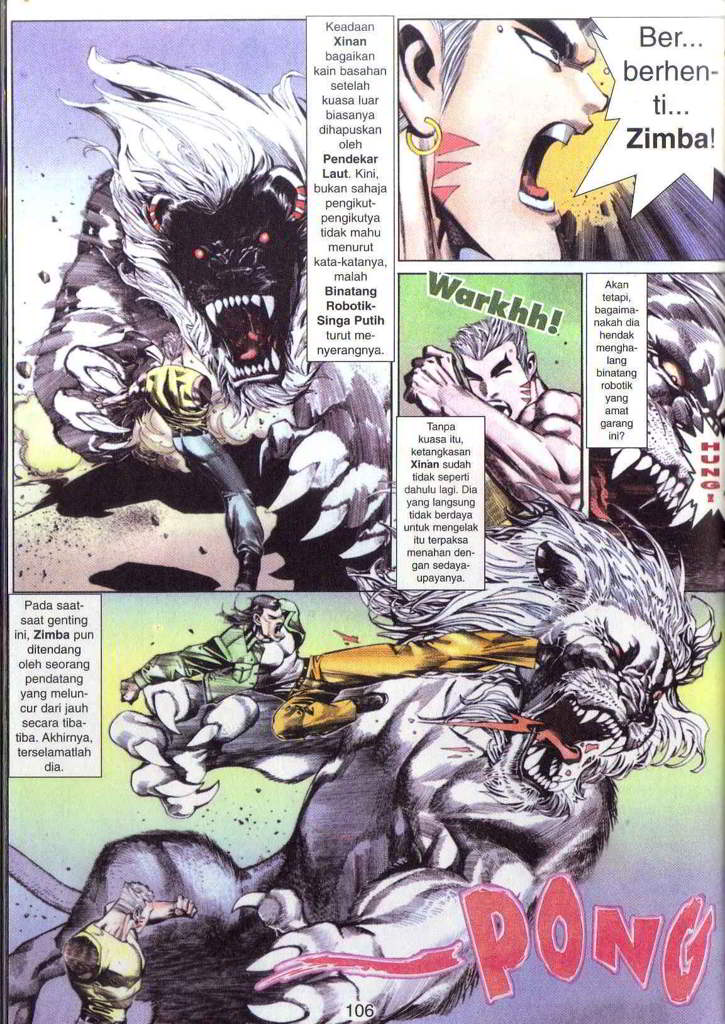 Keadaan
Xinan
bagaikan
kain basahan
setelah
kuasa luar
biasanya
dihapuskan
oleh
Pendekar
Laut. Kini,
bukan sahaja
pengikut-
pengikutya
tidak mahu
menurut
kata-katanya,
malah
Binatang
Robotik-
Singa Putih
turut me-
nyerangnya.
Ber...
berhen-
ti...
Zimba!
Warkhh!
Tanpa
kuasa itu,
ketangkasan
Xinan sudah
tidak seperti
dahulu lagi. Dia
yang langsung
tidak berdaya
untuk mengelak
itu terpaksa
menahan den-
gan sedaya-
upayanya.
Akan
tetapi,
bagaima-
nakah dia
hendak
mengha-
lang
binatang
robotik
yang
amat
garang
ini?
HUNG!
Pada saat-
saat genting
ini, Zimba pun
ditendang
oleh seorang
pendatang
yang melun-
cur dari jauh
secara tiba-
tiba. Akhirnya,
terselamatlah
dia.
PONG
106